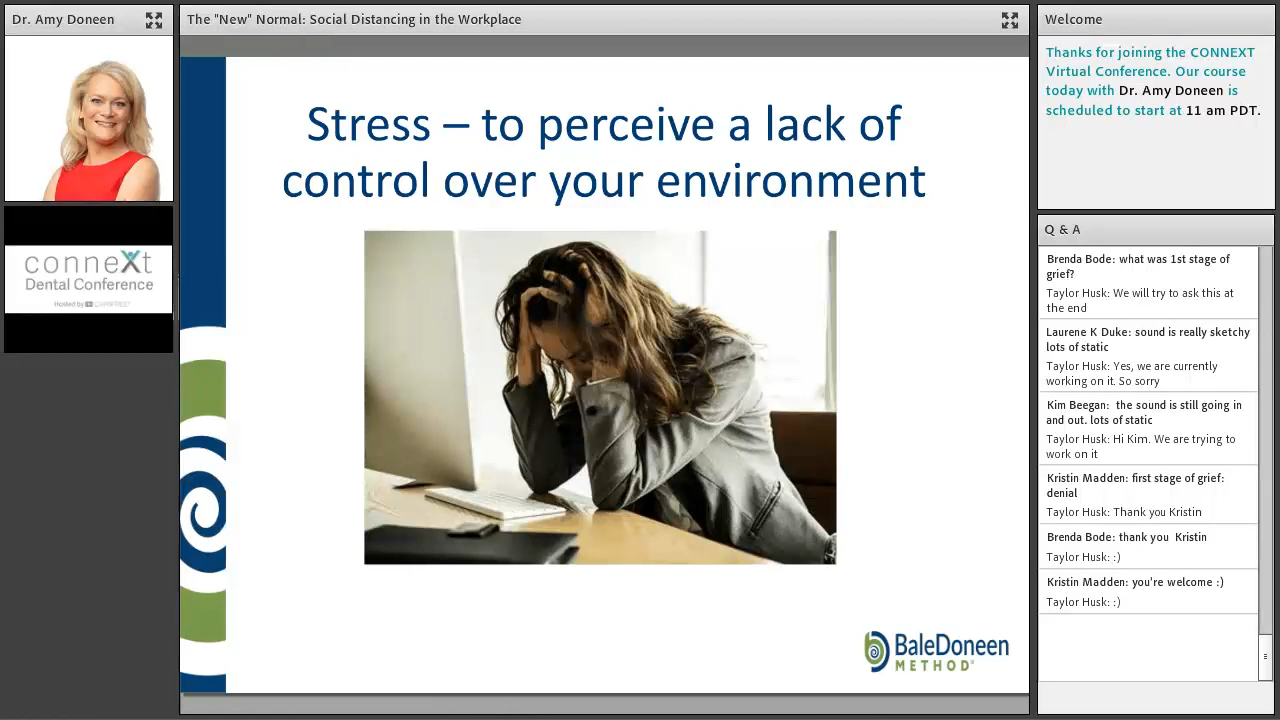 Dr. Amy Doneen
The "New" Normal: Social Distancing in the Workplace
Welcome
Thanks for joining the CONNEXT
Virtual Conference. Our course
today with Dr. Amy Doneen is
scheduled to start at 11 am PDT.
Stress – to perceive a lack of
control over your environment
conneXt
Dental Conference
Hosted by
BaleDoneen
METHOD®
Q & A
Brenda Bode: what was 1st stage of
grief?
Taylor Husk: We will try to ask this at
the end
Laurene K Duke: sound is really sketchy
lots of static
Taylor Husk: Yes, we are currently
working on it. So sorry
Kim Beegan:  the sound is still going in
and out. lots of static
Taylor Husk: Hi Kim. We are trying to
work on it
Kristin Madden: first stage of grief:
denial
Taylor Husk: Thank you Kristin
Brenda Bode: thank you  Kristin
Taylor Husk: :)
Kristin Madden: you're welcome :)
Taylor Husk: :)